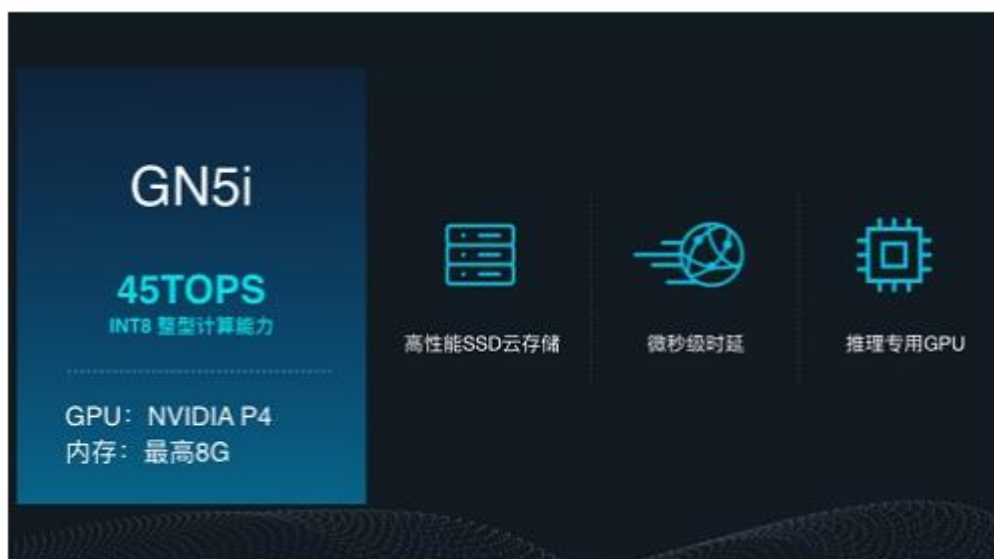 GN5i
45TOPS
INT8 整型计算能力
GPU：NVIDIA P4
内存：最高8G
高性能SSD云存储
微秒级时延
推理专用GPU